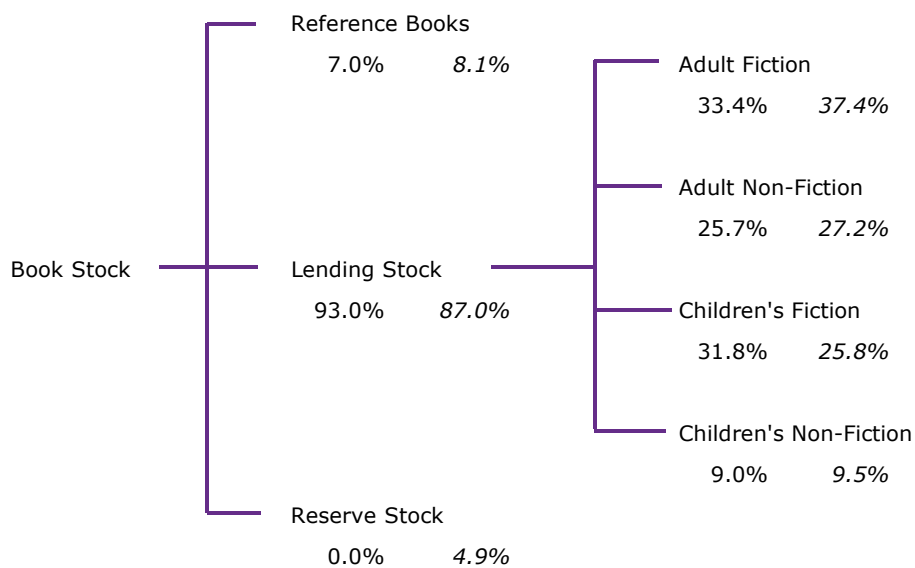 Reference Books
7.0% 8.1%
Adult Fiction
33.4% 37.4%
Adult Non-Fiction
25.7% 27.2%
Book Stock
Lending Stock
93.0% 87.0%
Children's Fiction
31.8% 25.8%
Children's Non-Fiction
9.0% 9.5%
Reserve Stock
0.0% 4.9%